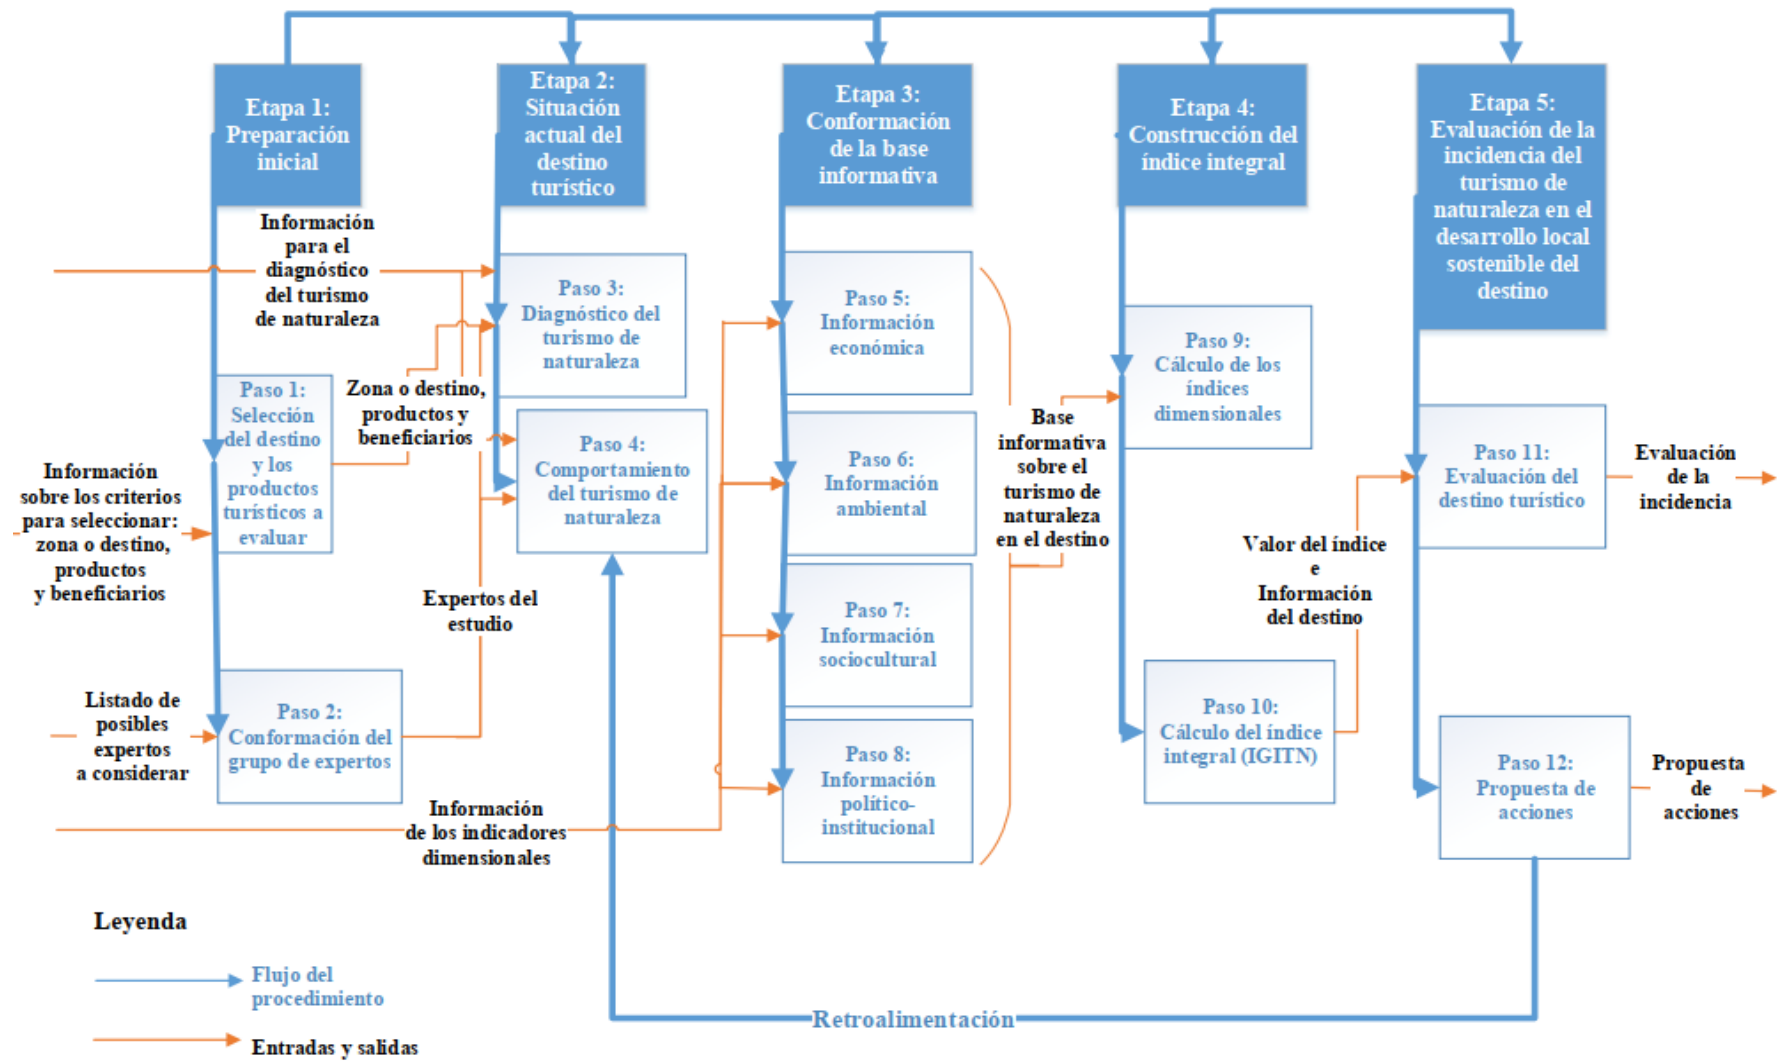 Etapa 1:
Preparación
inicial
Etapa 2:
Situación
actual del
destino
turístico
Etapa 3:
Conformación
de la base
informativa
Etapa 4:
Construcción del
índice integral
Etapa 5:
Evaluación de la
incidencia del
turismo de
naturaleza en el
desarrollo local
sostenible del
destino
Información
para el
diagnóstico
del turismo
de naturaleza
Paso 1:
Selección
del destino
y los
productos
turísticos a
evaluar
Información
sobre los criterios
para seleccionar:
zona o destino,
productos
y beneficiarios
Listado de
posibles
expertos
a considerar
Paso 2:
Conformación del
grupo de expertos
Zona o destino,
productos y
beneficiarios
Expertos del
estudio
Información
de los indicadores
dimensionales
Paso 3:
Diagnóstico del
turismo de
naturaleza
Paso 4:
Comportamiento
del turismo de
naturaleza
Paso 5:
Información
económica
Paso 6:
Información
ambiental
Paso 7:
Información
sociocultural
Paso 8:
Información
político-
institucional
Base
informativa
sobre el
turismo de
naturaleza
en el destino
Paso 9:
Cálculo de los
índices
dimensionales
Paso 10:
Cálculo del índice
integral (IGITN)
Valor del índice
e
Información
del destino
Paso 11:
Evaluación del
destino turístico
Evaluación
de la
incidencia
Paso 12:
Propuesta de
acciones
Propuesta
de
acciones
Retroalimentación
Leyenda
Flujo del
procedimiento
Entradas y salidas